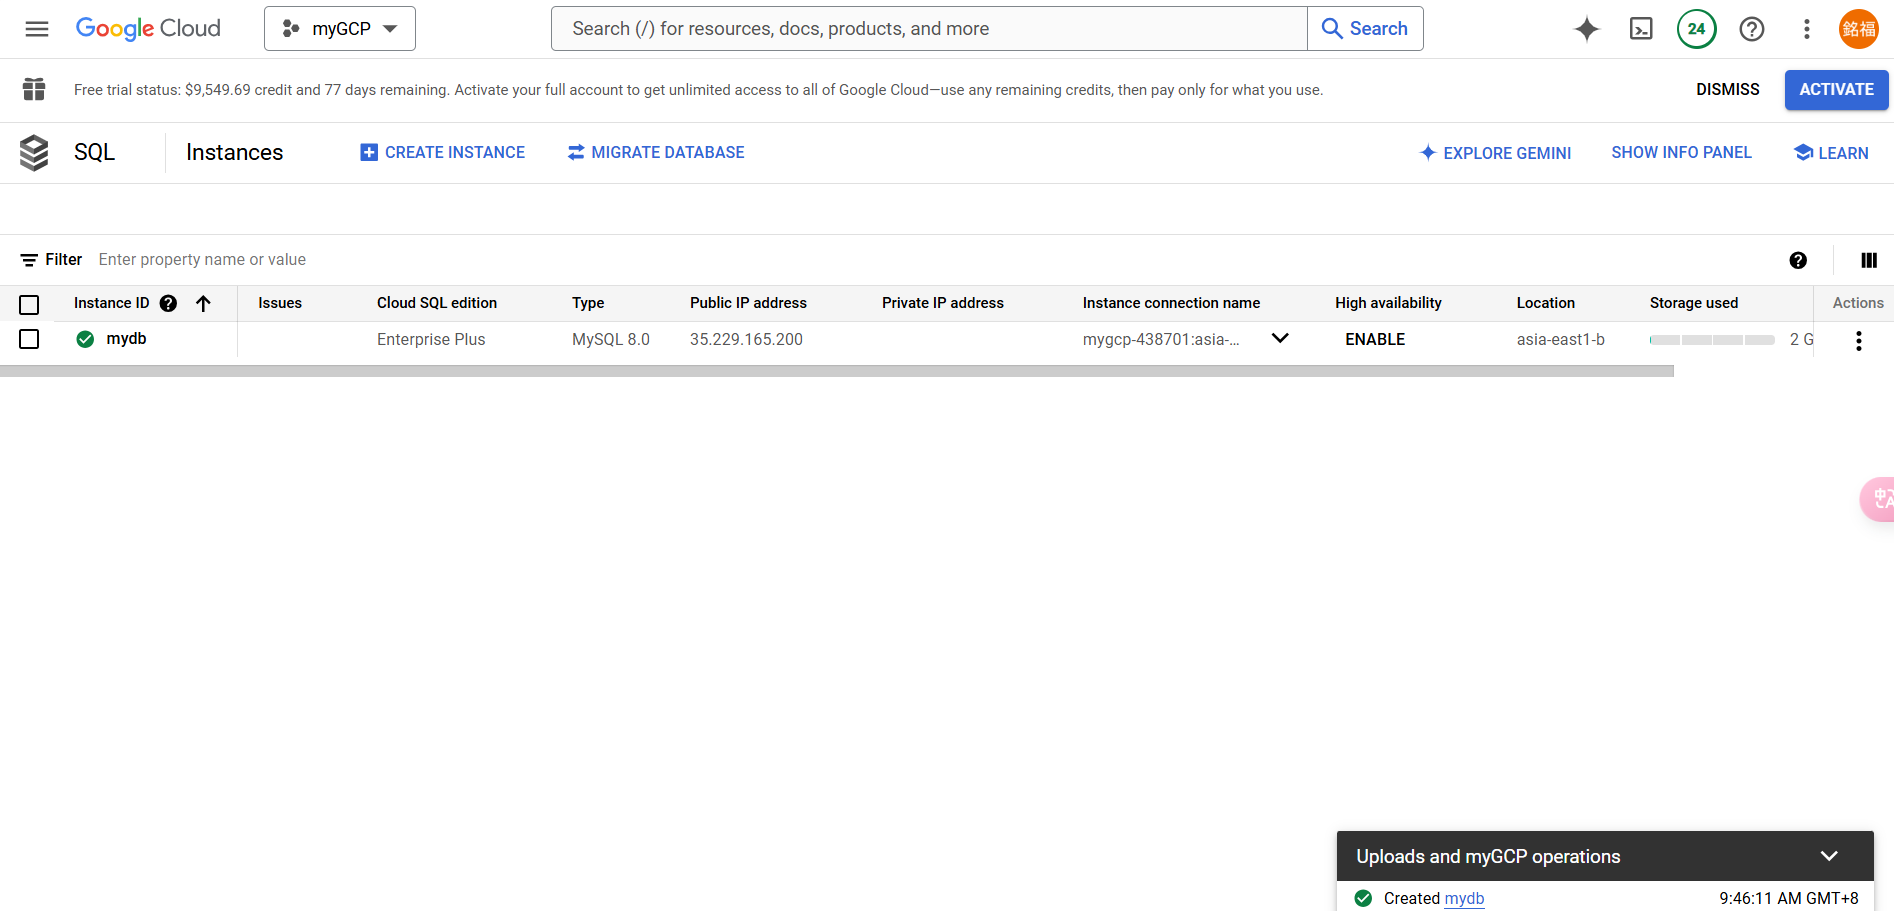 Google Cloud
myGCP
Search (/) for resources, docs, products, and more
Search
24
銘福
Free trial status: $9,549.69 credit and 77 days remaining. Activate your full account to get unlimited access to all of Google Cloud—use any remaining credits, then pay only for what you use.
DISMISS
ACTIVATE
SQL
Instances
CREATE INSTANCE
MIGRATE DATABASE
EXPLORE GEMINI
SHOW INFO PANEL
LEARN
Filter
Enter property name or value
Instance ID
Issues
Cloud SQL edition
Type
Public IP address
Private IP address
Instance connection name
High availability
Location
Storage used
Actions
mydb
Enterprise Plus
MySQL 8.0
35.229.165.200
mygcp-438701:asia-...
ENABLE
asia-east1-b
2 G
中
A
Uploads and myGCP operations
Created mydb
9:46:11 AM GMT+8